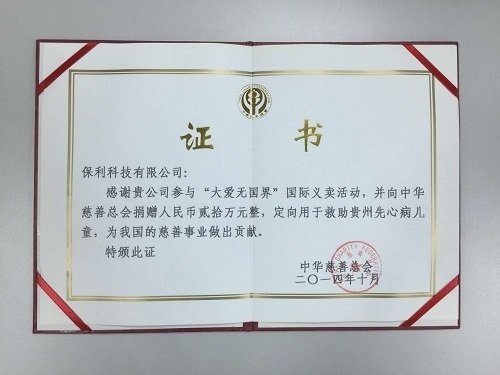 证 书
保利科技有限公司：
感谢贵公司参与“大爱无国界”国际义卖活动，并向中华
慈善总会捐赠人民币贰拾万元整，定向用于救助贵州先心病儿
童，为我国的慈善事业做出贡献。
特颁此证
中华慈善总会
二〇一四年十月